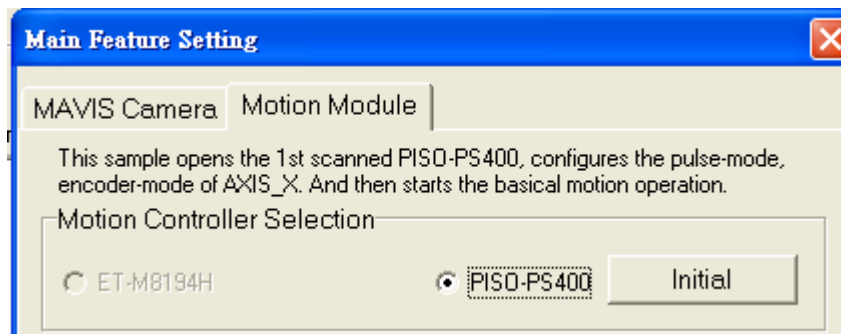 Main Feature Setting
MAVIS Camera Motion Module
This sample opens the 1st scanned PISO-PS400, configures the pulse-mode,
encoder-mode of AXIS_X. And then starts the basical motion operation.
Motion Controller Selection
ET-M8194H PISO-PS400 Initial